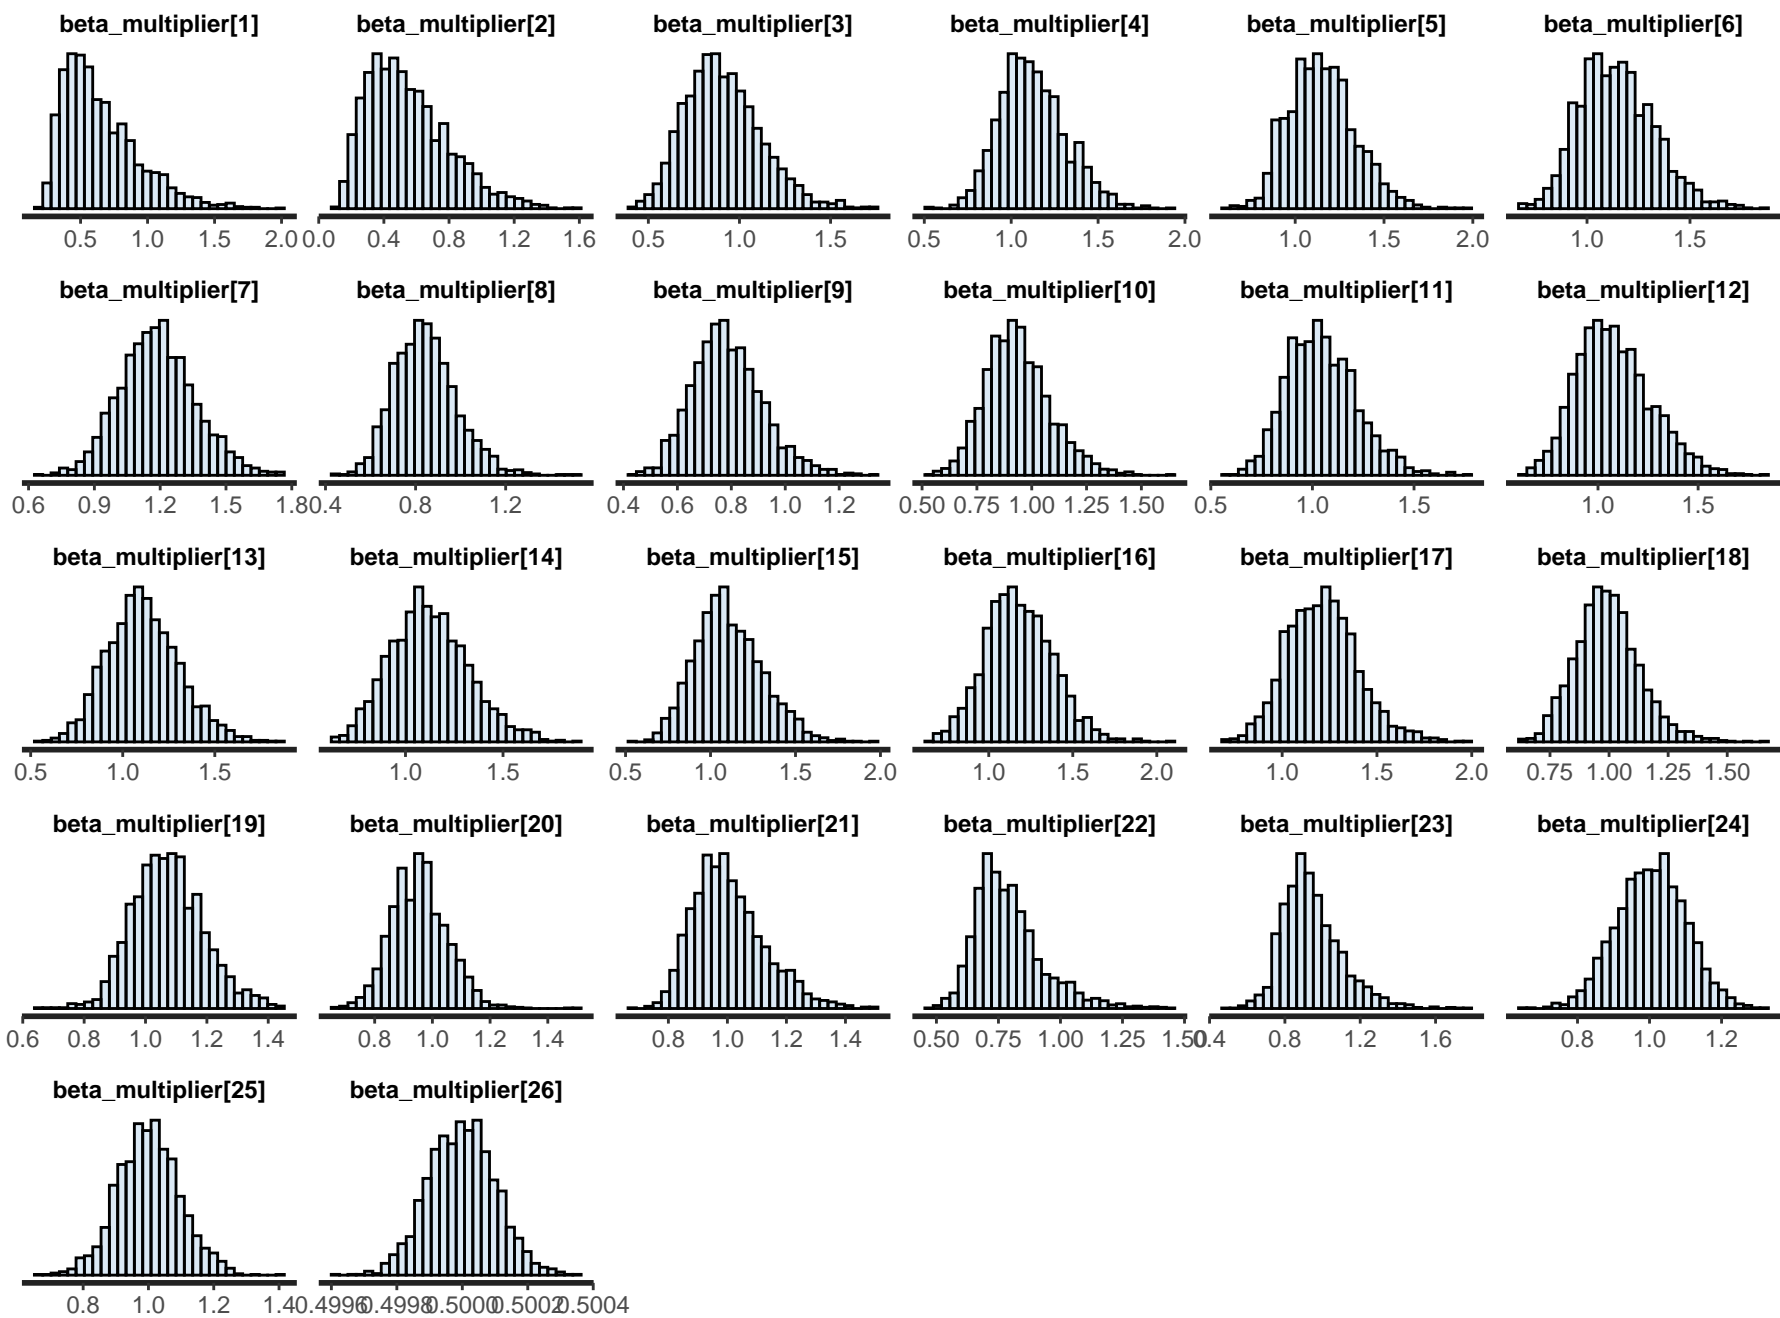 beta_multiplier[1] beta_multiplier[2] beta_multiplier[3] beta_multiplier[4] beta_multiplier[5] beta_multiplier[6]
0.5 1.0 1.5 2.0 0.0 0.4 0.8 1.2 1.6 0.5 1.0 1.5 0.5 1.0 1.5 2.0 1.0 1.5 2.0 1.0 1.5
beta_multiplier[7] beta_multiplier[8] beta_multiplier[9] beta_multiplier[10] beta_multiplier[11] beta_multiplier[12]
0.6 0.9 1.2 1.5 1.8 0.4 0.8 1.2 0.4 0.6 0.8 1.0 1.2 0.50 0.75 1.00 1.25 1.50 0.5 1.0 1.5 1.0 1.5
beta_multiplier[13] beta_multiplier[14] beta_multiplier[15] beta_multiplier[16] beta_multiplier[17] beta_multiplier[18]
0.5 1.0 1.5 1.0 1.5 0.5 1.0 1.5 2.0 1.0 1.5 2.0 1.0 1.5 2.0 0.75 1.00 1.25 1.50
beta_multiplier[19] beta_multiplier[20] beta_multiplier[21] beta_multiplier[22] beta_multiplier[23] beta_multiplier[24]
0.6 0.8 1.0 1.2 1.4 0.8 1.0 1.2 1.4 0.8 1.0 1.2 1.4 0.50 0.75 1.00 1.25 1.50 0.4 0.8 1.2 1.6 0.8 1.0 1.2
beta_multiplier[25] beta_multiplier[26]
0.8 1.0 1.2 1.4 0.4996 0.4998 0.5000 0.5002 0.5004